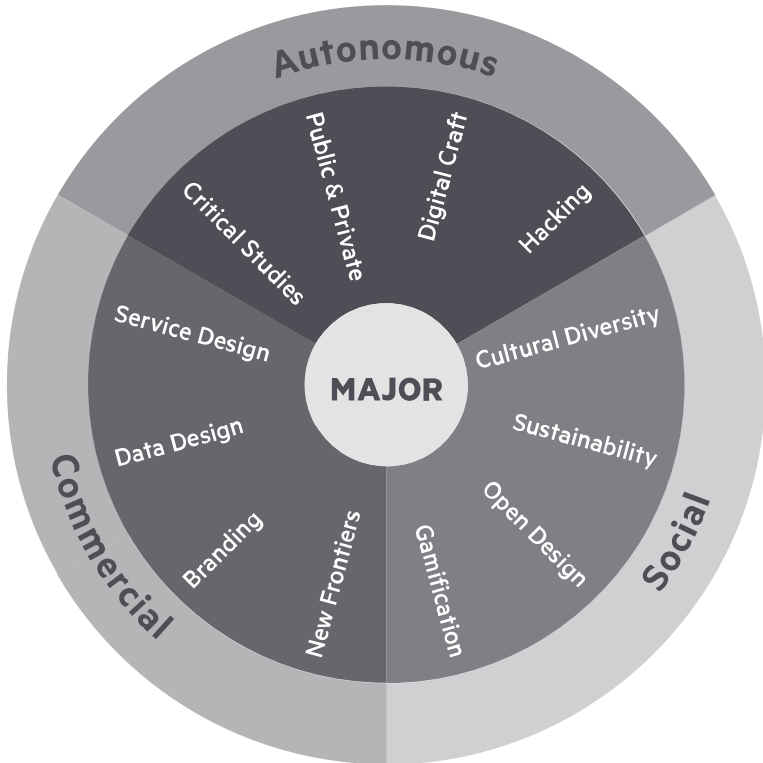 Autonomous
Critical Studies
Public & Private
Digital Craft
Hacking
MAJOR
Social
Cultural Diversity
Sustainability
Open Design
Gamification
Commercial
New Frontiers
Branding
Data Design
Service Design